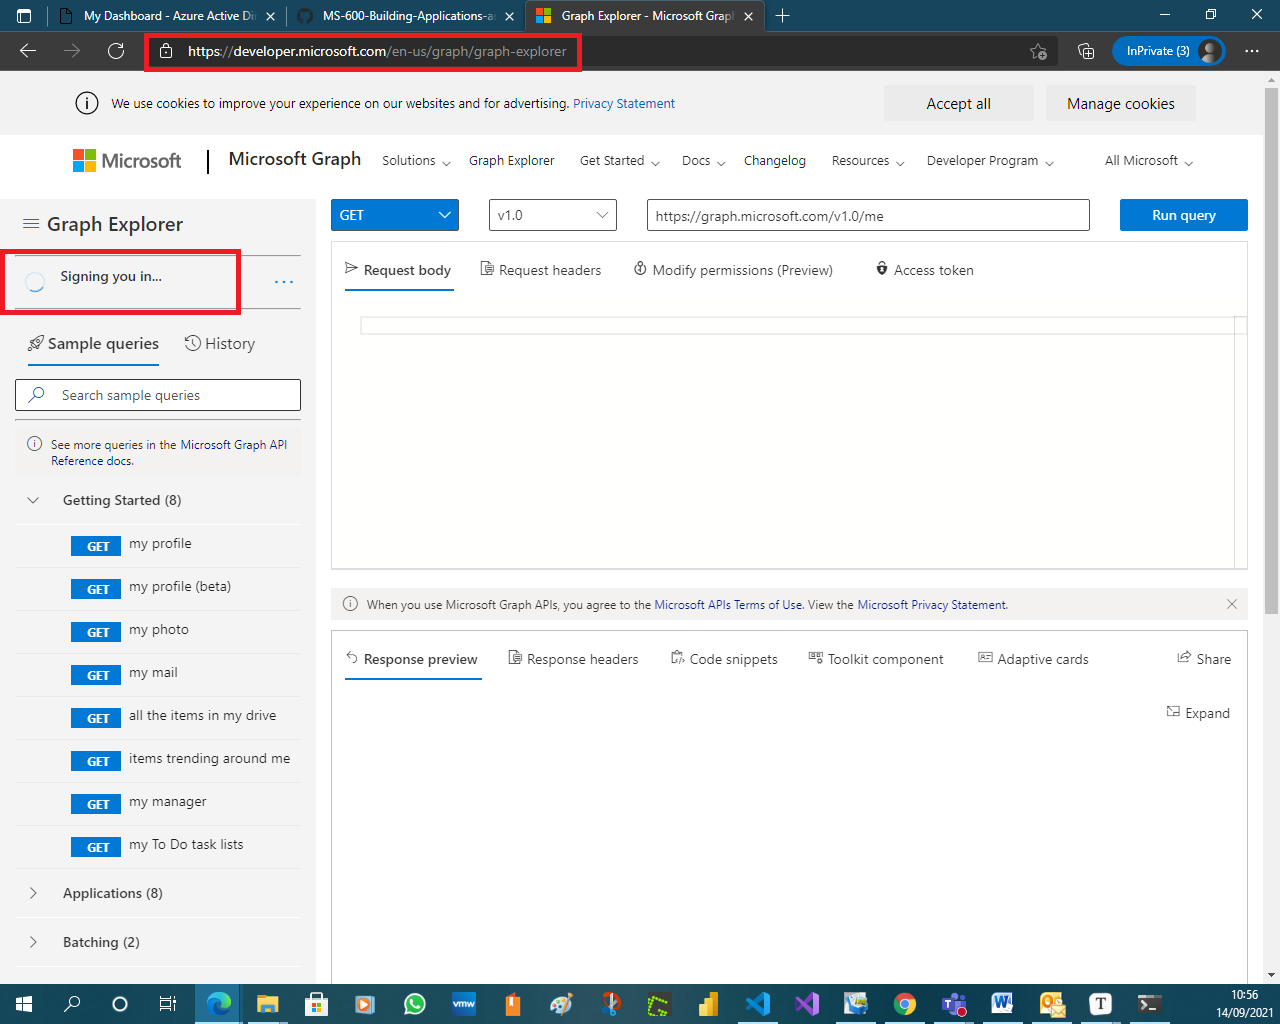 My Dashboard - Azure Active Di
MS-600-Building-Applications-a
Graph Explorer - Microsoft Grap
https://developer.microsoft.com/en-us/graph/graph-explorer
InPrivate (3)
We use cookies to improve your experience on our websites and for advertising. Privacy Statement
Accept all
Manage cookies
Microsoft
Microsoft Graph
Solutions
Graph Explorer
Get Started
Docs
Changelog
Resources
Developer Program
All Microsoft
Graph Explorer
GET
v1.0
https://graph.microsoft.com/v1.0/me
Run query
Signing you in...
Request body
Request headers
Modify permissions (Preview)
Access token
Sample queries
History
Search sample queries
See more queries in the Microsoft Graph API
Reference docs.
Getting Started (8)
GET my profile
GET my profile (beta)
GET my photo
GET my mail
GET all the items in my drive
GET items trending around me
GET my manager
GET my To Do task lists
Applications (8)
Batching (2)
When you use Microsoft Graph APIs, you agree to the Microsoft APIs Terms of Use. View the Microsoft Privacy Statement.
Response preview
Response headers
Code snippets
Toolkit component
Adaptive cards
Share
Expand
vmw
10:56
14/09/2021